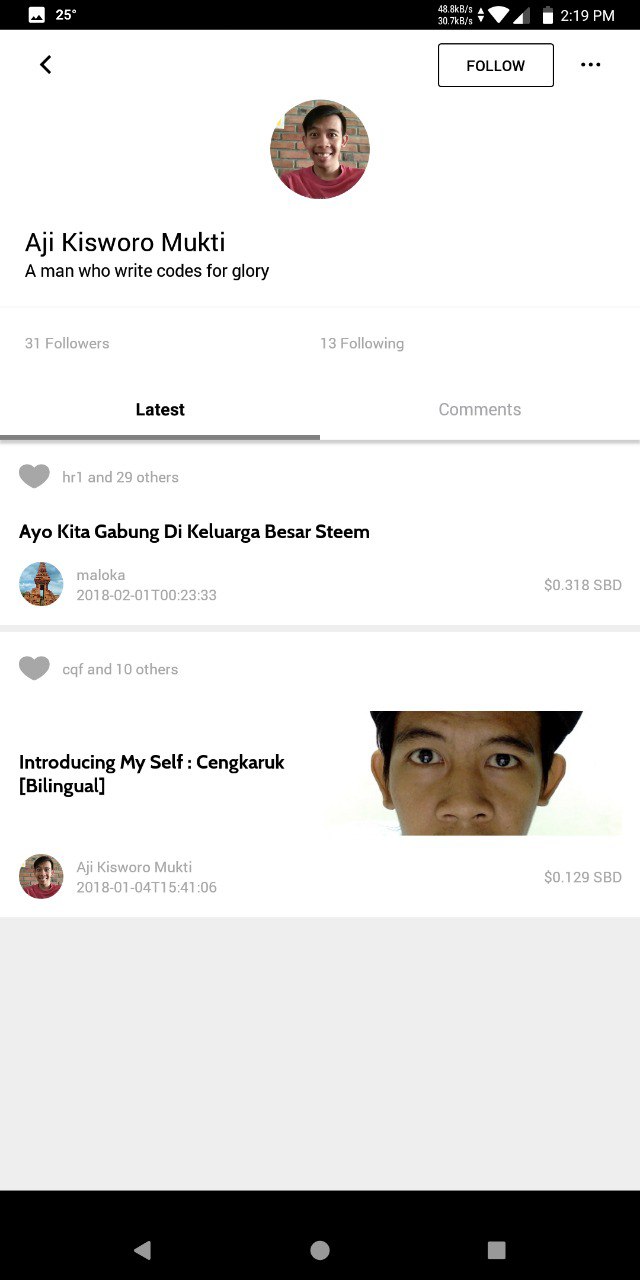 25°
48.8kB/s
30.7kB/s
2:19 PM
FOLLOW
Aji Kisworo Mukti
A man who write codes for glory
31 Followers
13 Following
Latest
Comments
hr1 and 29 others
Ayo Kita Gabung Di Keluarga Besar Steem
maloka
2018-02-01T00:23:33
$0.318 SBD
cqf and 10 others
Introducing My Self : Cengkaruk
[Bilingual]
Aji Kisworo Mukti
2018-01-04T15:41:06
$0.129 SBD